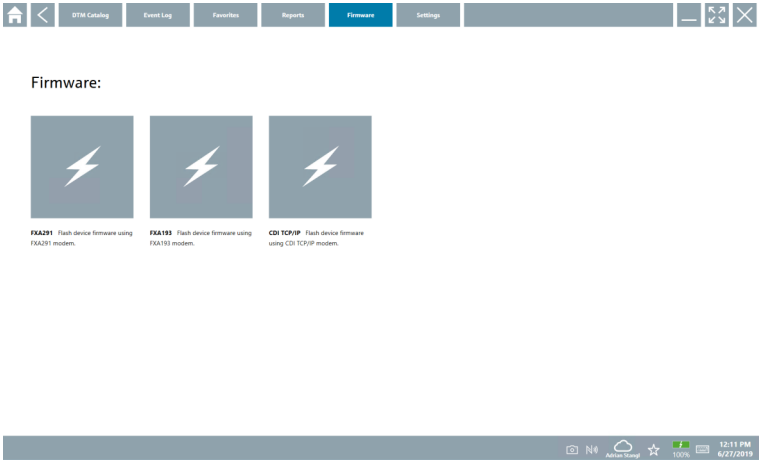 DTM Catalog
Event Log
Favorites
Reports
Firmware
Settings
Firmware:
FXA291 Flash device firmware using
FXA291 modem.
FXA193 Flash device firmware using
FXA193 modem.
CDI TCP/IP Flash device firmware
using CDI TCP/IP modem.
Adrian Stangl
100%
12:11 PM
6/27/2019